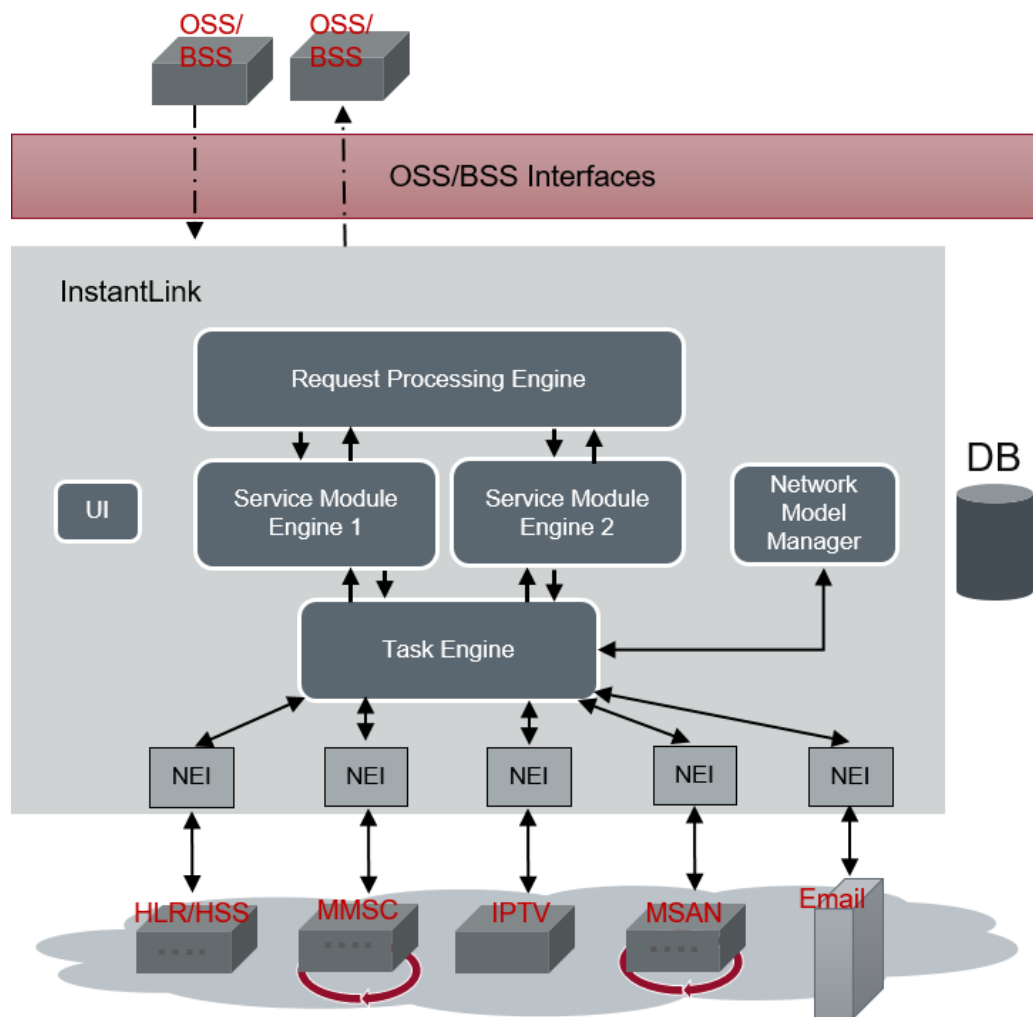 OSS/
BSS
OSS/
BSS
OSS/BSS Interfaces
InstantLink
Request Processing Engine
UI
Service Module
Engine 1
Service Module
Engine 2
Network
Model
Manager
DB
Task Engine
NEI
NEI
NEI
NEI
NEI
HLR/HSS
MMSC
IPTV
MSAN
Email